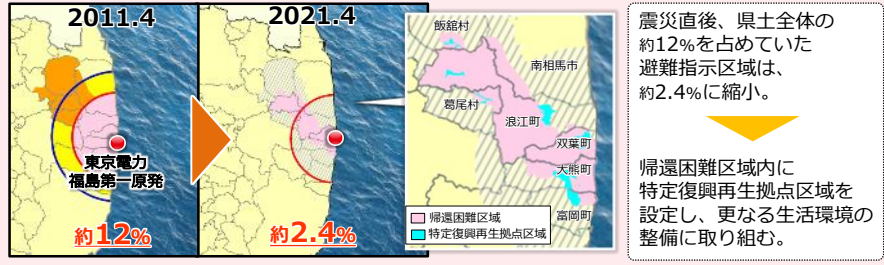 2011.4
東京電力
福島第一原発
約12%
2021.4
約2.4%
飯舘村
南相馬市
葛尾村
浪江町
双葉町
大熊町
富岡町
帰還困難区域
特定復興再生拠点区域
震災直後、県土全体の
約12%を占めていた
避難指示区域は、
約2.4%に縮小。
帰還困難区域内に
特定復興再生拠点区域を
設定し、更なる生活環境の
整備に取り組む。